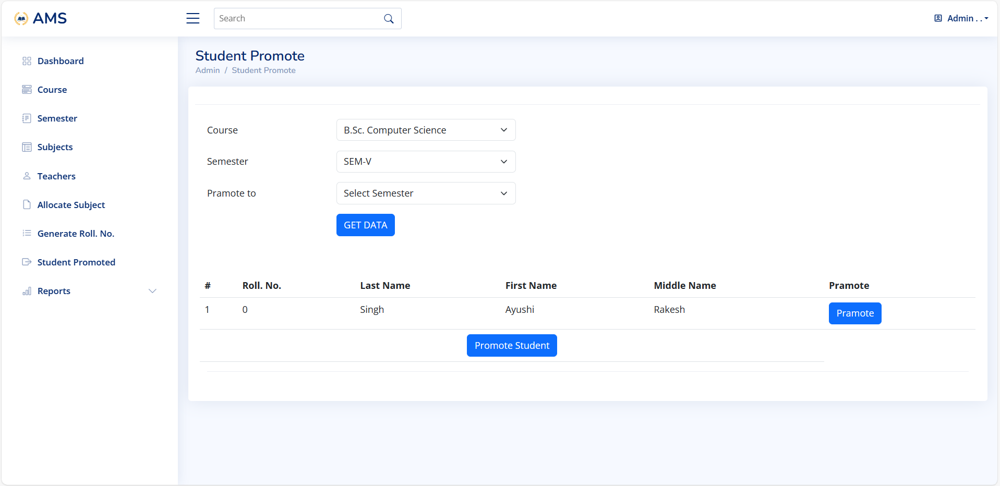 AMS
Search
Admin . .
Dashboard
Course
Semester
Subjects
Teachers
Allocate Subject
Generate Roll. No.
Student Promoted
Reports
Student Promote
Admin / Student Promote
Course B.Sc. Computer Science
Semester SEM-V
Pramote to Select Semester
GET DATA
# Roll. No. Last Name First Name Middle Name Pramote
1 0 Singh Ayushi Rakesh Pramote
Promote Student